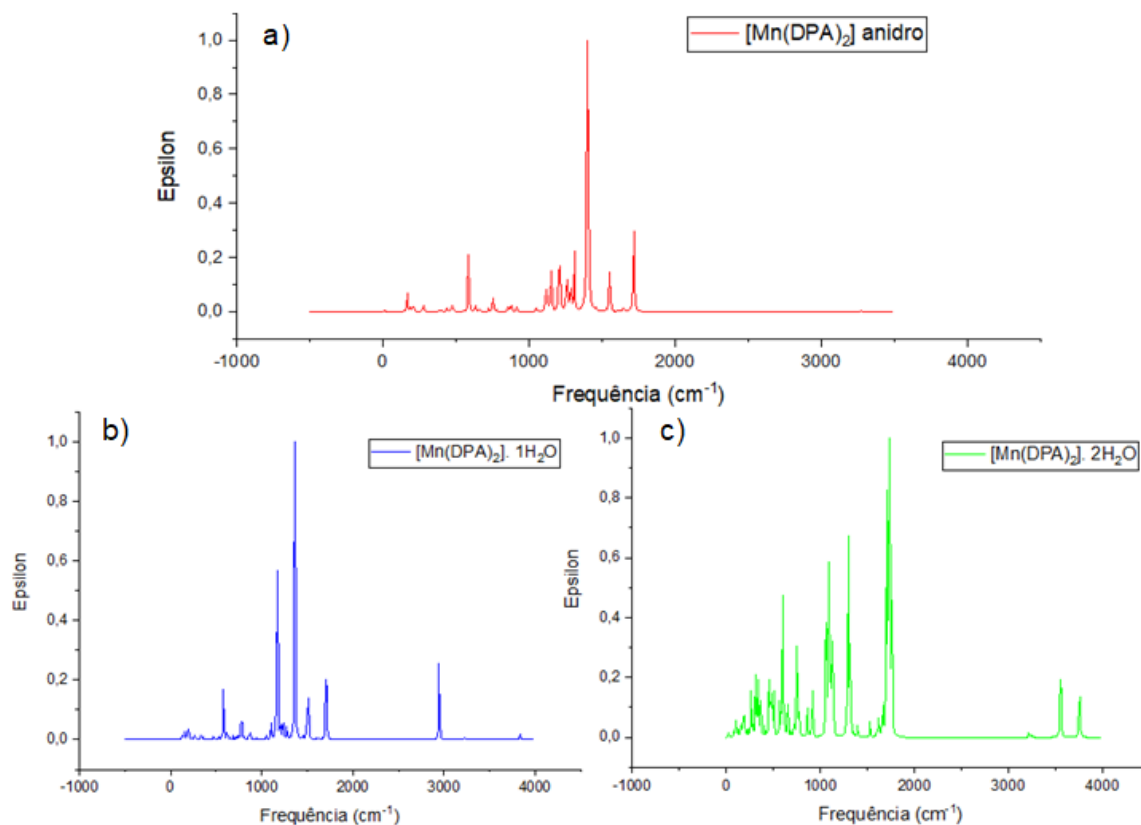 a)
[Mn(DPA)₂] anidro
1,0
0,8
0,6
0,4
0,2
0,0
Epsilon
-1000 0 1000 2000 3000 4000
Frequência (cm⁻¹)
b)
[Mn(DPA)₂]. 1H₂O
1,0
0,8
0,6
0,4
0,2
0,0
Epsilon
-1000 0 1000 2000 3000 4000
Frequência (cm⁻¹)
c)
[Mn(DPA)₂]. 2H₂O
1,0
0,8
0,6
0,4
0,2
0,0
Epsilon
-1000 0 1000 2000 3000 4000
Frequência (cm⁻¹)